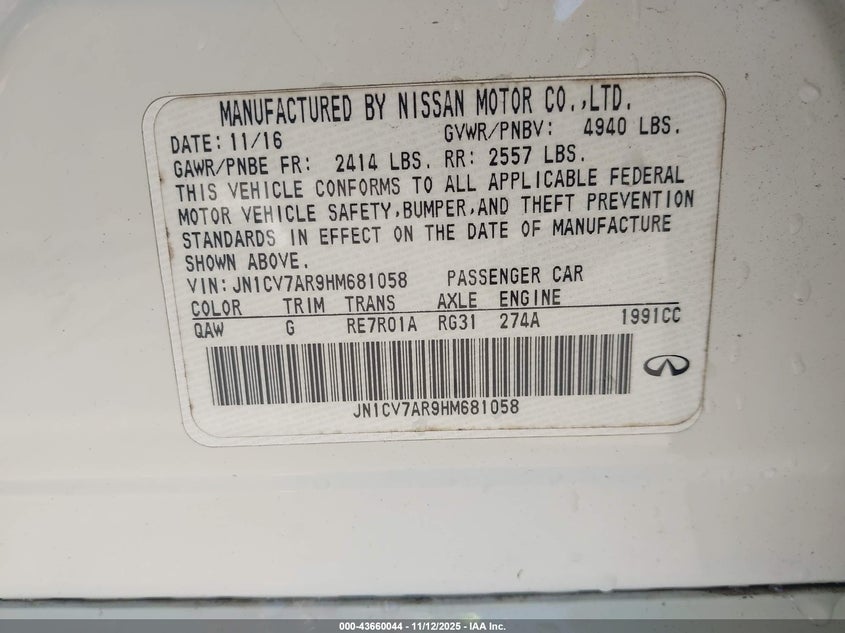 MANUFACTURED BY NISSAN MOTOR CO.,LTD.
DATE: 11/16 GVWR/PNBV: 4940 LBS.
GAWR/PNBE FR: 2414 LBS. RR: 2557 LBS.
THIS VEHICLE CONFORMS TO ALL APPLICABLE FEDERAL
MOTOR VEHICLE SAFETY,BUMPER,AND THEFT PREVENTION
STANDARDS IN EFFECT ON THE DATE OF MANUFACTURE
SHOWN ABOVE.
VIN: JN1CV7AR9HM681058 PASSENGER CAR
COLOR TRIM TRANS AXLE ENGINE
QAW G RE7R01A RG31 274A 1991CC
JN1CV7AR9HM681058
000-43660044 - 11/12/2025 - IAA Inc.